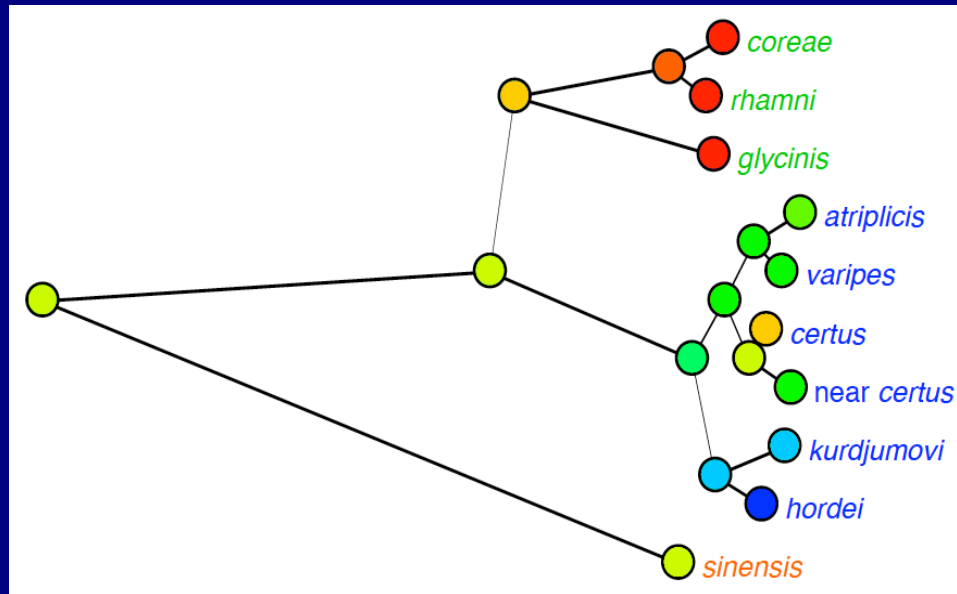 coreae
rhamni
glycinis
atriplicis
varipes
certus
near certus
kurdjumovi
hordei
sinensis